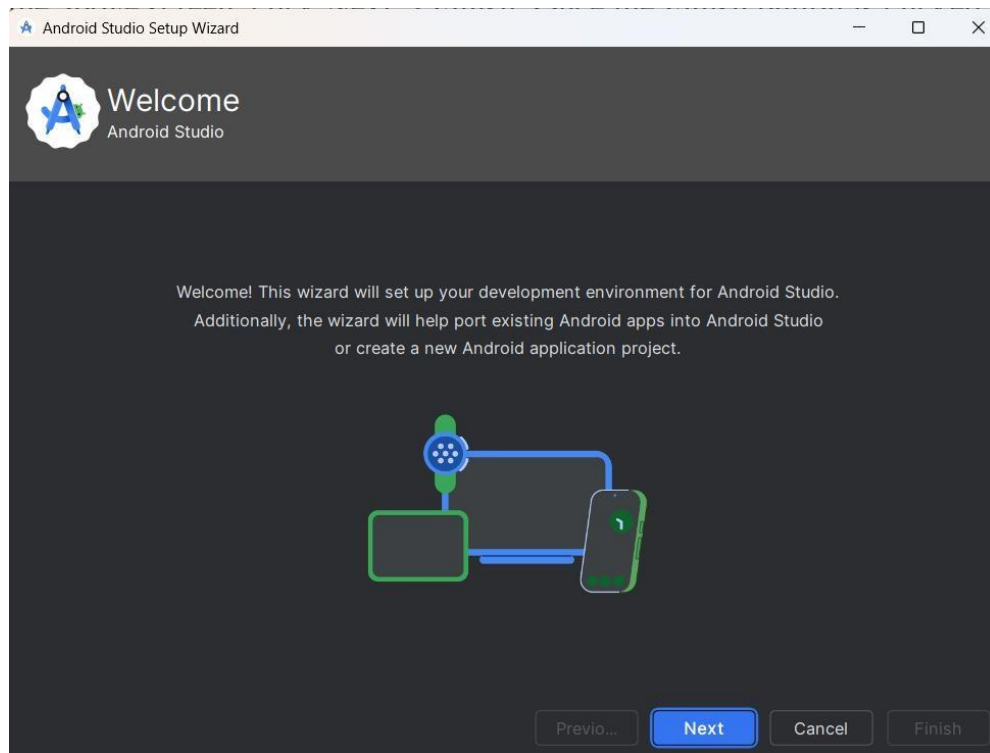 Android Studio Setup Wizard
Welcome
Android Studio
Welcome! This wizard will set up your development environment for Android Studio.
Additionally, the wizard will help port existing Android apps into Android Studio
or create a new Android application project.
Previo... Next Cancel Finish